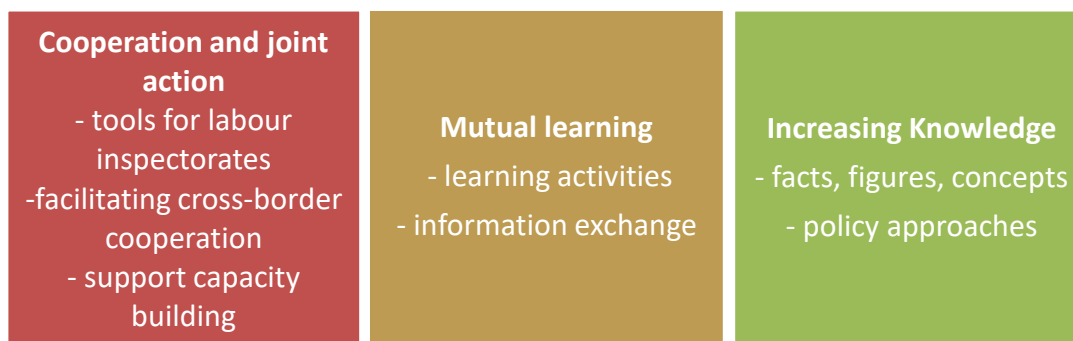 Cooperation and joint
action
- tools for labour
inspectorates
-facilitating cross-border
cooperation
- support capacity
building
Mutual learning
- learning activities
- information exchange
Increasing Knowledge
- facts, figures, concepts
- policy approaches